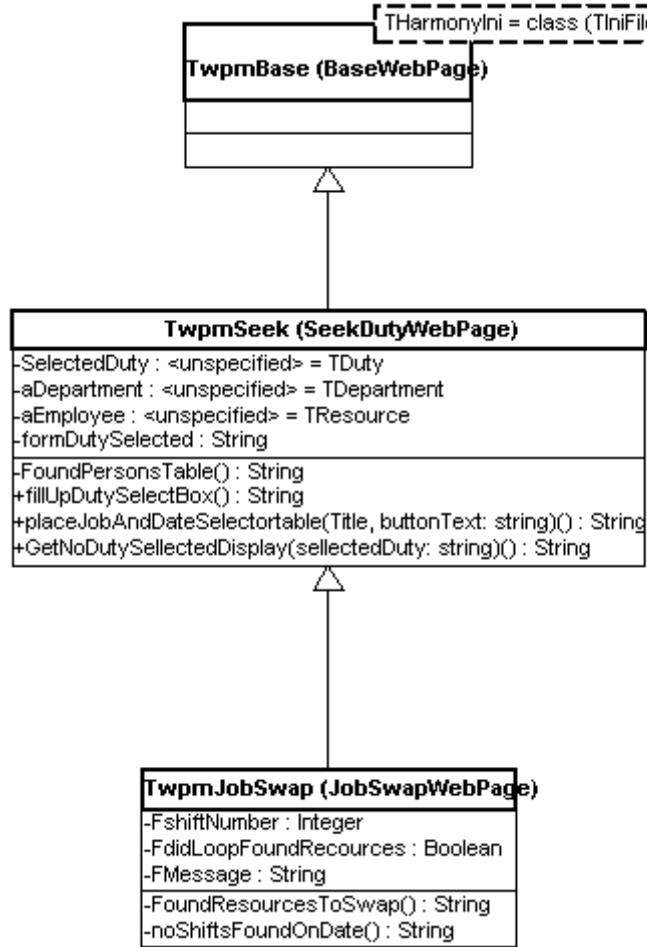 THarmonyIni = class (TIniFil
TwpmBase (BaseWebPage)
TwpmSeek (SeekDutyWebPage)
-SelectedDuty : <unspecified> = TDuty
-aDepartment : <unspecified> = TDepartment
-aEmployee : <unspecified> = TResource
-formDutySelected : String
-FoundPersonsTable() : String
+fillUpDutySelectBox() : String
+placeJobAndDateSelectortable(Title, buttonText: string)() : String
+GetNoDutySellectedDisplay(sellectedDuty: string)() : String
TwpmJobSwap (JobSwapWebPage)
-FshiftNumber : Integer
-FdidLoopFoundRecources : Boolean
-FMessage : String
-FoundResourcesToSwap() : String
-noShiftsFoundOnDate() : String